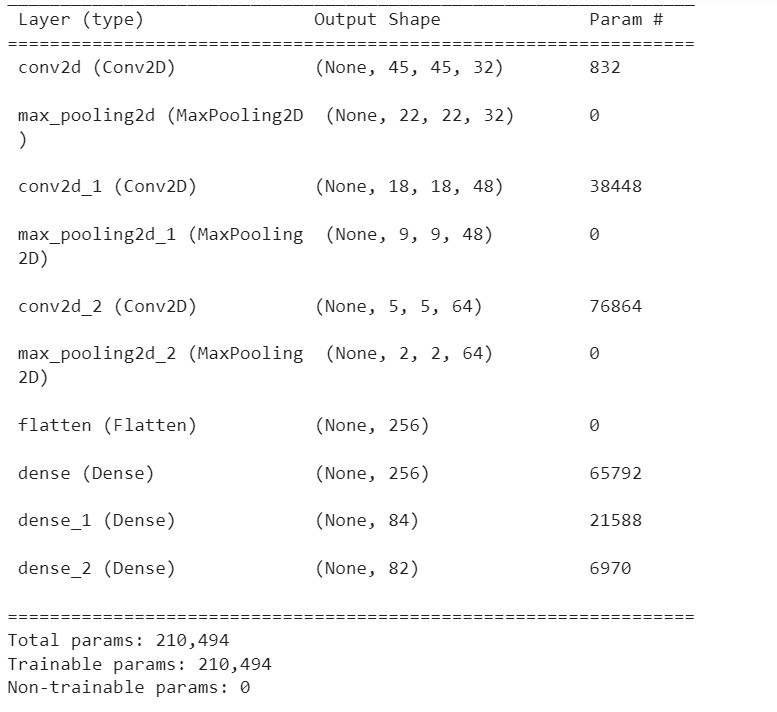 Layer (type) Output Shape Param #
=================================================================
conv2d (Conv2D) (None, 45, 45, 32) 832
max_pooling2d (MaxPooling2D (None, 22, 22, 32) 0
)
conv2d_1 (Conv2D) (None, 18, 18, 48) 38448
max_pooling2d_1 (MaxPooling (None, 9, 9, 48) 0
2D)
conv2d_2 (Conv2D) (None, 5, 5, 64) 76864
max_pooling2d_2 (MaxPooling (None, 2, 2, 64) 0
2D)
flatten (Flatten) (None, 256) 0
dense (Dense) (None, 256) 65792
dense_1 (Dense) (None, 84) 21588
dense_2 (Dense) (None, 82) 6970
=================================================================
Total params: 210,494
Trainable params: 210,494
Non-trainable params: 0